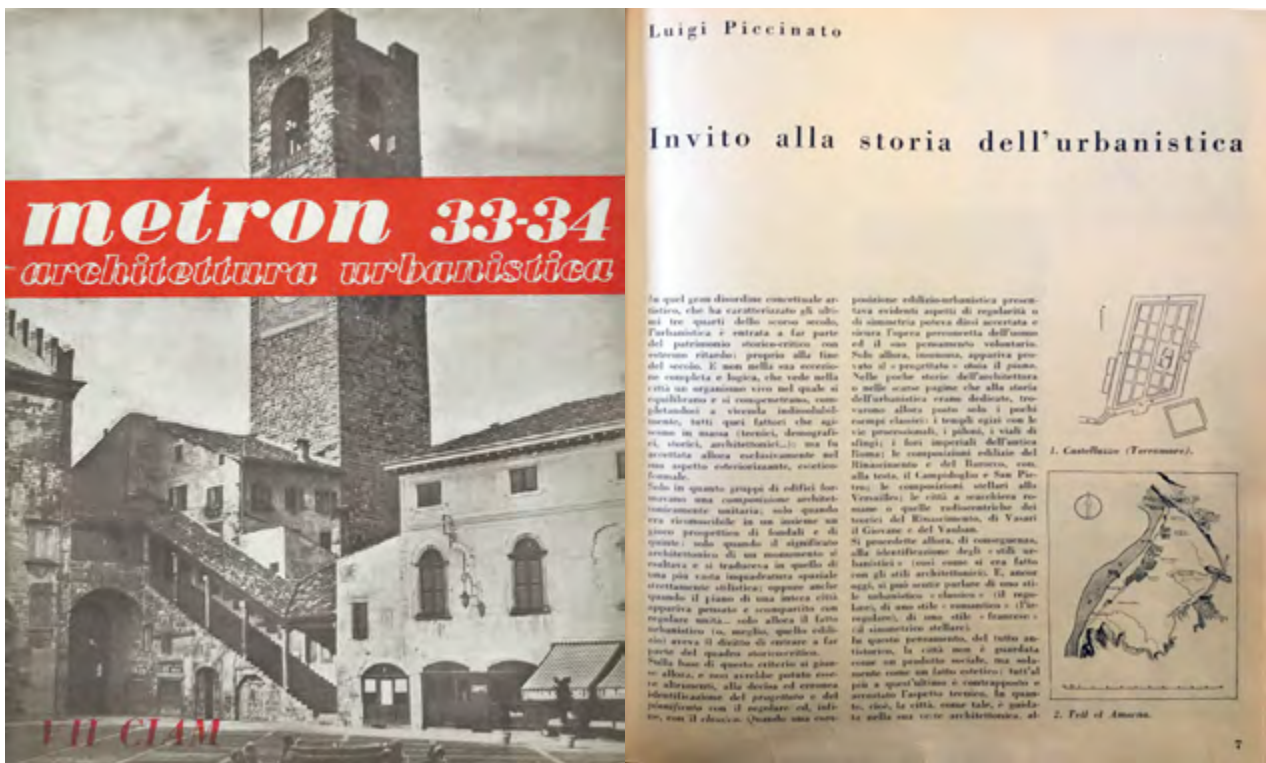 metron 33-34
architettura urbanistica
VII CIAM
Luigi Piccinato
Invito alla storia dell'urbanistica
In quel gran disordine concettuale ar-
tistico, che ha caratterizzato gli ulti-
mi tre quarti dello scorso secolo,
l'urbanistica è entrata a far parte
del patrimonio storico-critico con
estremo ritardo: proprio alla fine
del secolo. E non nella sua accezio-
ne completa e logica, che vede nella
città un organismo vivo nel quale si
equilibrano e si compenetrano, com-
pletandosi a vicenda indissolubil-
mente, tutti quei fattori che agi-
scono in massa (tecnici, demografi-
ci, storici, architettonici...): ma fu
accettata allora esclusivamente nel
suo aspetto esteriorizzante, estetico-
formale.
Solo in quanto gruppi di edifici for-
mavano una composizione architet-
tonicamente unitaria; solo quando
era riconoscibile in un insieme un
gioco prospettico di fondali e di
quinte; solo quando il significato
architettonico di un monumento si
esaltava e si traduceva in quello di
una più vasta inquadratura spaziale
strettamente stilistica; oppure anche
quando il piano di una intera città
appariva pensato e scompartito con
regolare unità... solo allora il fatto
urbanistico (o, meglio, quello edili-
zio) aveva il diritto di entrare a far
parte del quadro storico-critico.
Sulla base di questo criterio si giun-
se allora, e non avrebbe potuto esse-
re altrimenti, alla decisa ed erronea
identificazione del progettato e del
pianificato con il regolare ed, infi-
ne, con il classico. Quando una com-
posizione edilizio-urbanistica presen-
tava evidenti aspetti di regolarità o
di simmetria poteva dirsi accertata e
sicura l'opera preconcetta dell'uomo
ed il suo pensamento volontario.
Solo allora, insomma, appariva pro-
vato il « progettato » ossia il piano.
Nelle poche storie dell'architettura
o nelle scarse pagine che alla storia
dell'urbanistica erano dedicate, tro-
varono allora posto solo i pochi
esempi classici: i templi egizi con le
vie processionali, i piloni, i viali di
sfingi; i fori imperiali dell'antica
Roma; le composizioni edilizie del
Rinascimento e del Barocco, con,
alla testa, il Campidoglio e San Pie-
tro; le composizioni stellari alla
Versailles; le città a scacchiera ro-
mane o quelle radiocentriche dei
teorici del Rinascimento, di Vasari
il Giovane e del Vauban.
Si procedette allora, di conseguenza,
alla identificazione degli « stili ur-
banistici » (così come si era fatto
con gli stili architettonici). E, ancor
oggi, si può sentir parlare di uno sti-
le urbanistico « classico » (il rego-
lare), di uno stile « romantico » (l'ir-
regolare), di uno stile « francese »
(il simmetrico stellare).
In questo pensamento, del tutto an-
tistorico, la città non è guardata
come un prodotto sociale, ma sola-
mente come un fatto estetico: tutt'al
più a quest'ultimo è contrapposto e
accostato l'aspetto tecnico. In quan-
to, cioè, la città, come tale, è guida-
ta nella sua veste architettonica, al-
1. Castellazzo (Terramare).
2. Tell el Amarna.
7